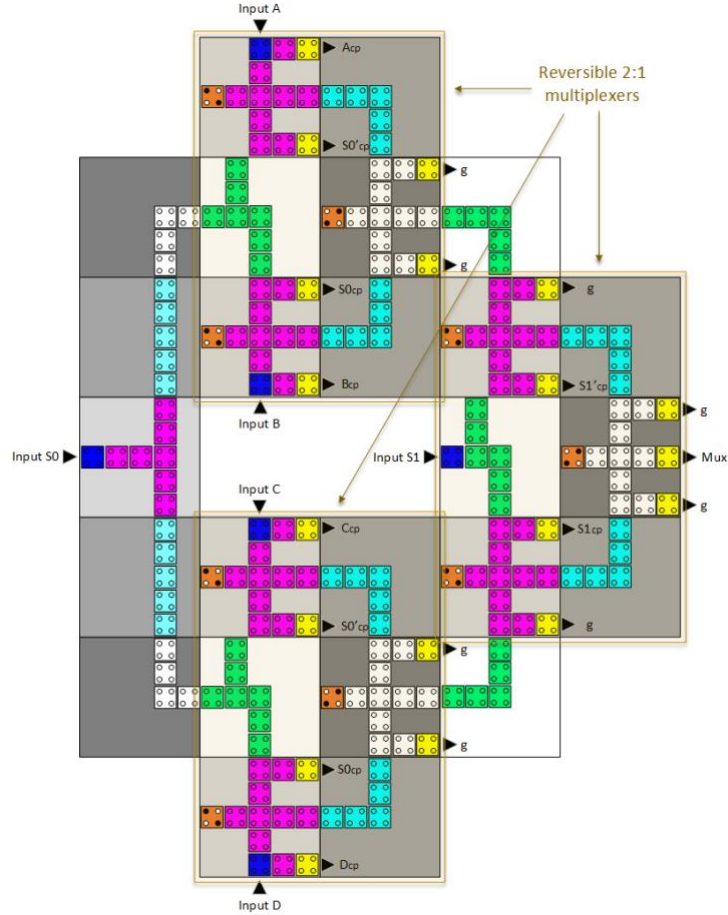 Input A
Acp
Reversible 2:1
multiplexers
S0'cp
g
g
S0cp
g
Bcp
S1'cp
Input B
g
Input S0
Input S1
Mux
Input C
g
Ccp
S1cp
S0'cp
g
g
g
S0cp
Dcp
Input D